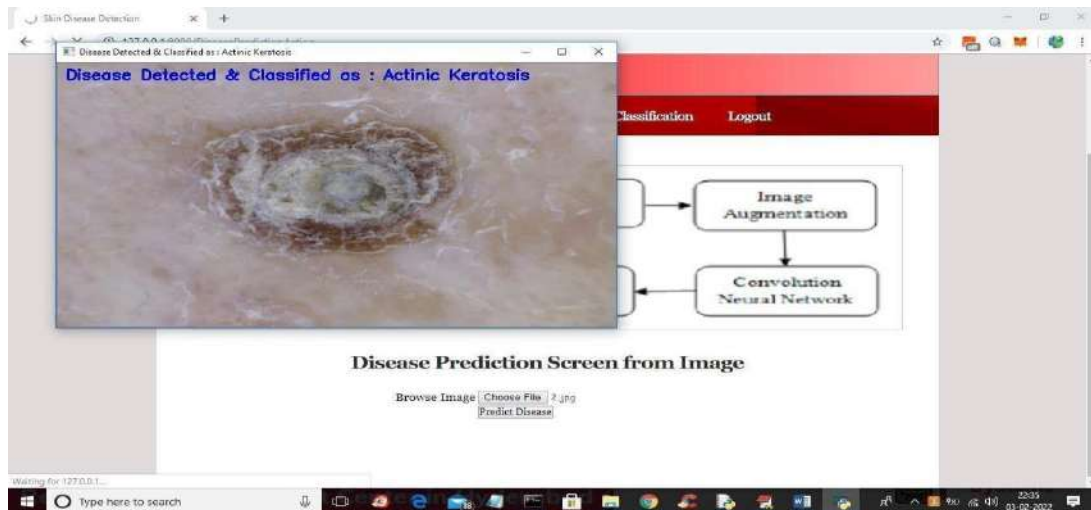 Skin Disease Detection
Disease Detected & Classified as : Actinic Keratosis
Disease Detected & Classified as : Actinic Keratosis
Classification Logout
Image
Augmentation
Convolution
Neural Network
Disease Prediction Screen from Image
Browse Image Choose File 2.jpg
Predict Disease
Waiting for 127.0.0.1...
Type here to search
22:35
03-02-2022